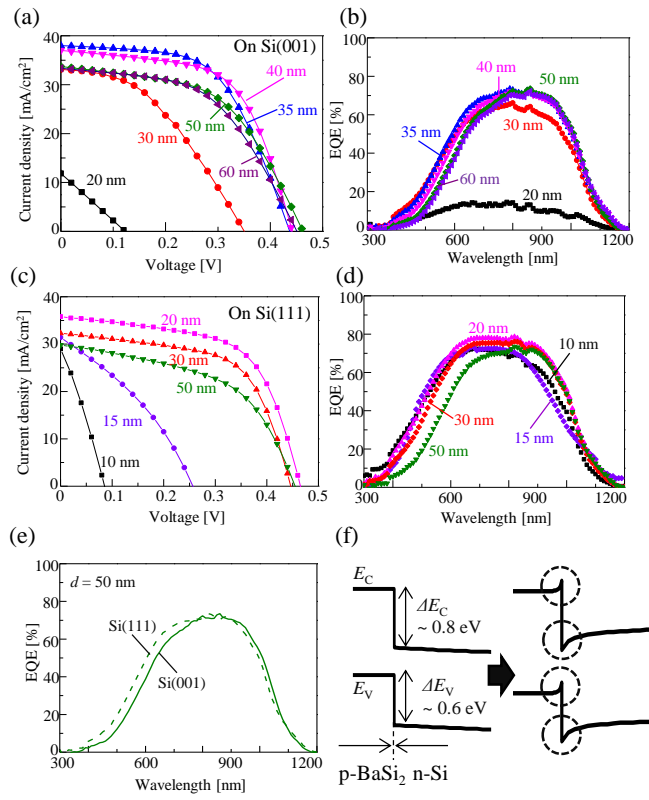 (a)
On Si(001)
40 nm
35 nm
50 nm
30 nm
60 nm
20 nm
Current density [mA/cm2]
40
30
20
10
0
0 0.1 0.2 0.3 0.4 0.5
Voltage [V]
(b)
40 nm
50 nm
35 nm
30 nm
60 nm
20 nm
EQE [%]
100
80
60
40
20
0
300 600 900 1200
Wavelength [nm]
(c)
On Si(111)
20 nm
30 nm
50 nm
15 nm
10 nm
Current density [mA/cm2]
40
30
20
10
0
0 0.1 0.2 0.3 0.4 0.5
Voltage [V]
(d)
20 nm
10 nm
30 nm
15 nm
50 nm
EQE [%]
100
80
60
40
20
0
300 600 900 1200
Wavelength [nm]
(e)
d = 50 nm
Si(111)
Si(001)
EQE [%]
100
80
60
40
20
0
300 600 900 1200
Wavelength [nm]
(f)
EC
ΔEC
~ 0.8 eV
EV
ΔEV
~ 0.6 eV
p-BaSi2 n-Si